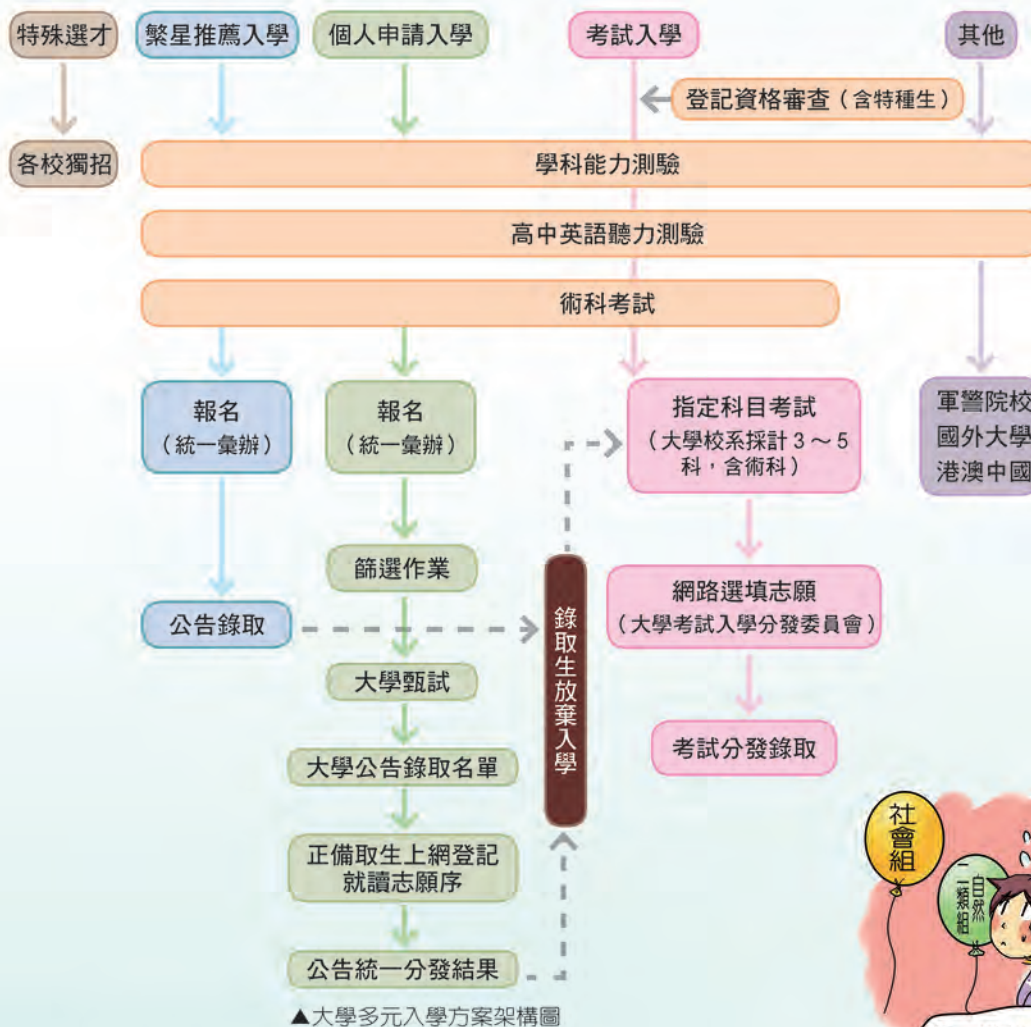 特殊選才
繁星推薦入學
個人申請入學
考試入學
其他
登記資格審查（含特種生）
各校獨招
學科能力測驗
高中英語聽力測驗
術科考試
報名
（統一彙辦）
報名
（統一彙辦）
指定科目考試
（大學校系採計 3～5
科，含術科）
軍警院校
國外大學
港澳中國
篩選作業
公告錄取
大學甄試
大學公告錄取名單
正備取生上網登記
就讀志願序
公告統一分發結果
錄取生放棄入學
網路選填志願
（大學考試入學分發委員會）
考試分發錄取
社會組
自然
二類組
▲大學多元入學方案架構圖